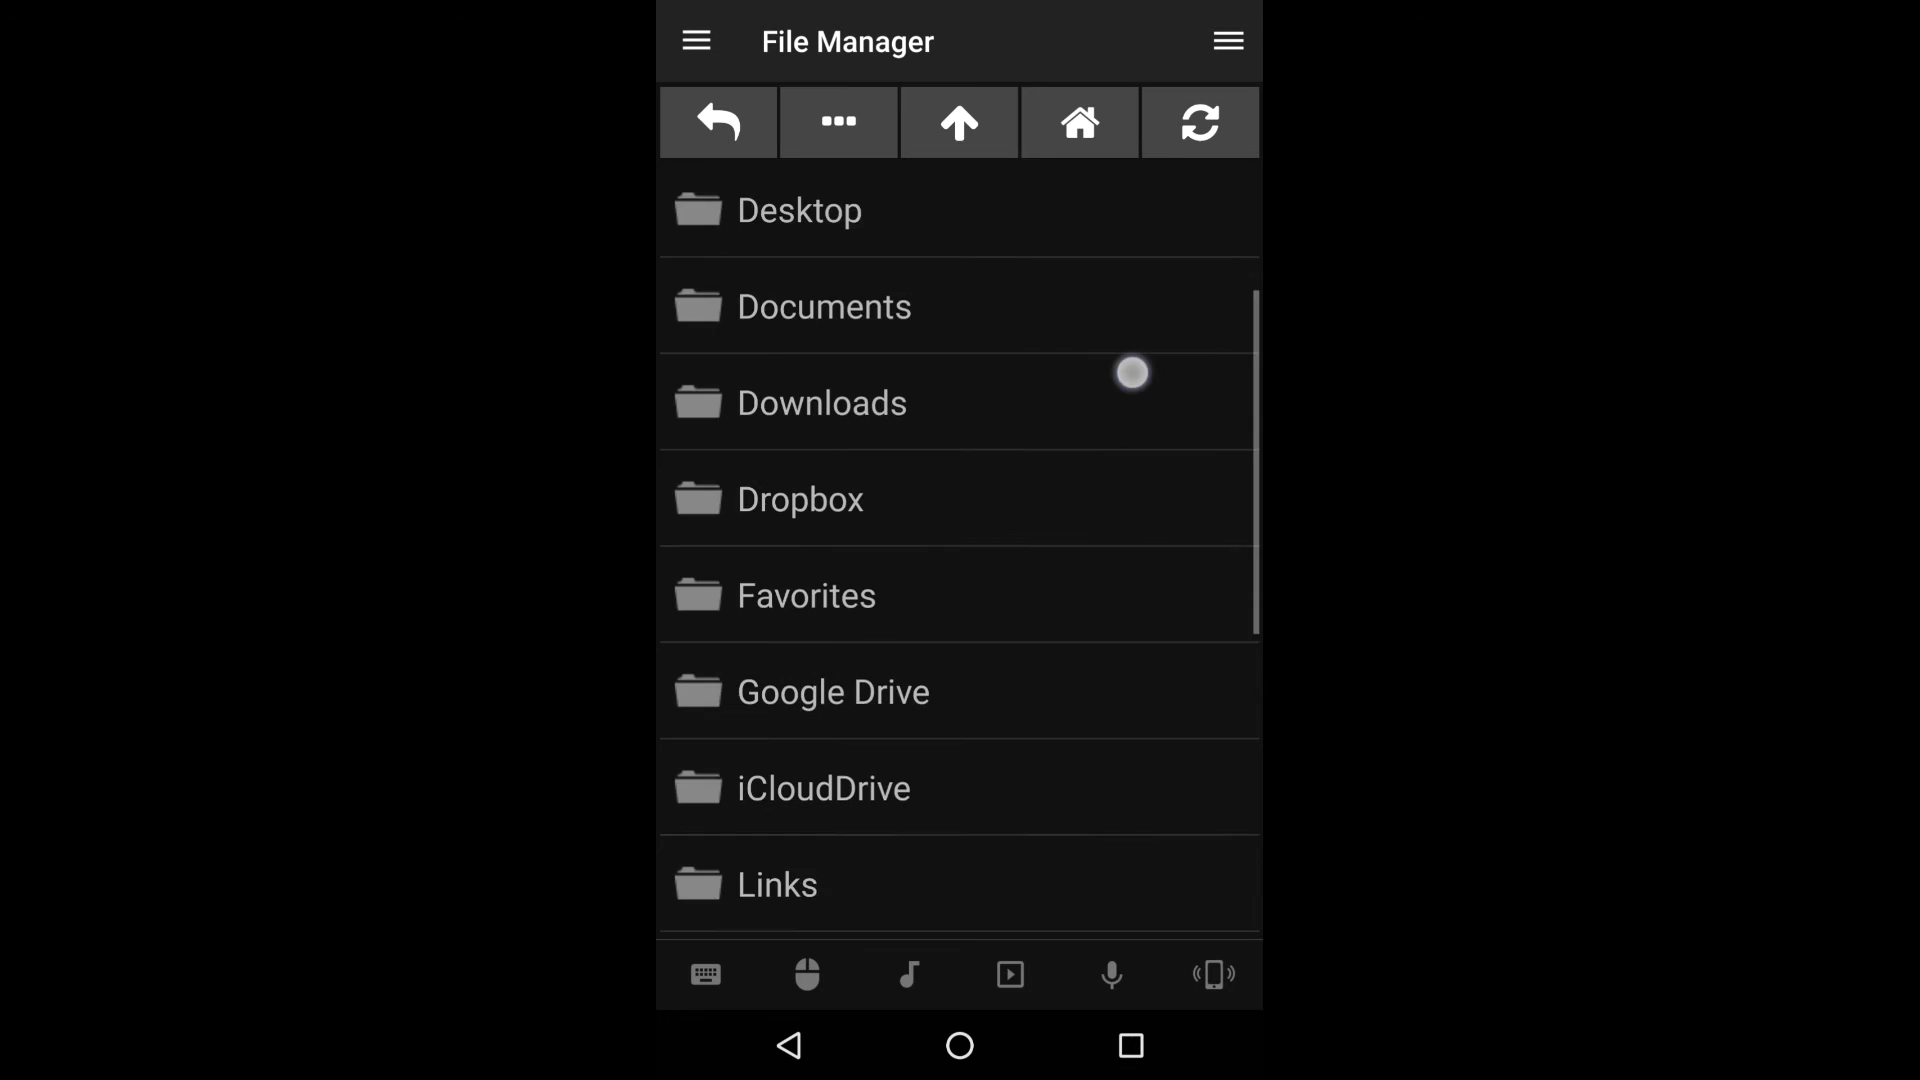 File Manager
Desktop
Documents
Downloads
Dropbox
Favorites
Google Drive
iCloudDrive
Links